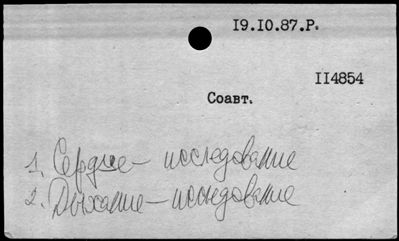 19.10.87.Р.
114854
Соавт.
1. Сердце – исследование
2. Дыхание – исследование